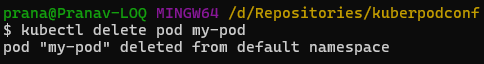 prana@Pranav-LOQ MINGW64 /d/Repositories/kuberpodconf
$ kubectl delete pod my-pod
pod "my-pod" deleted from default namespace